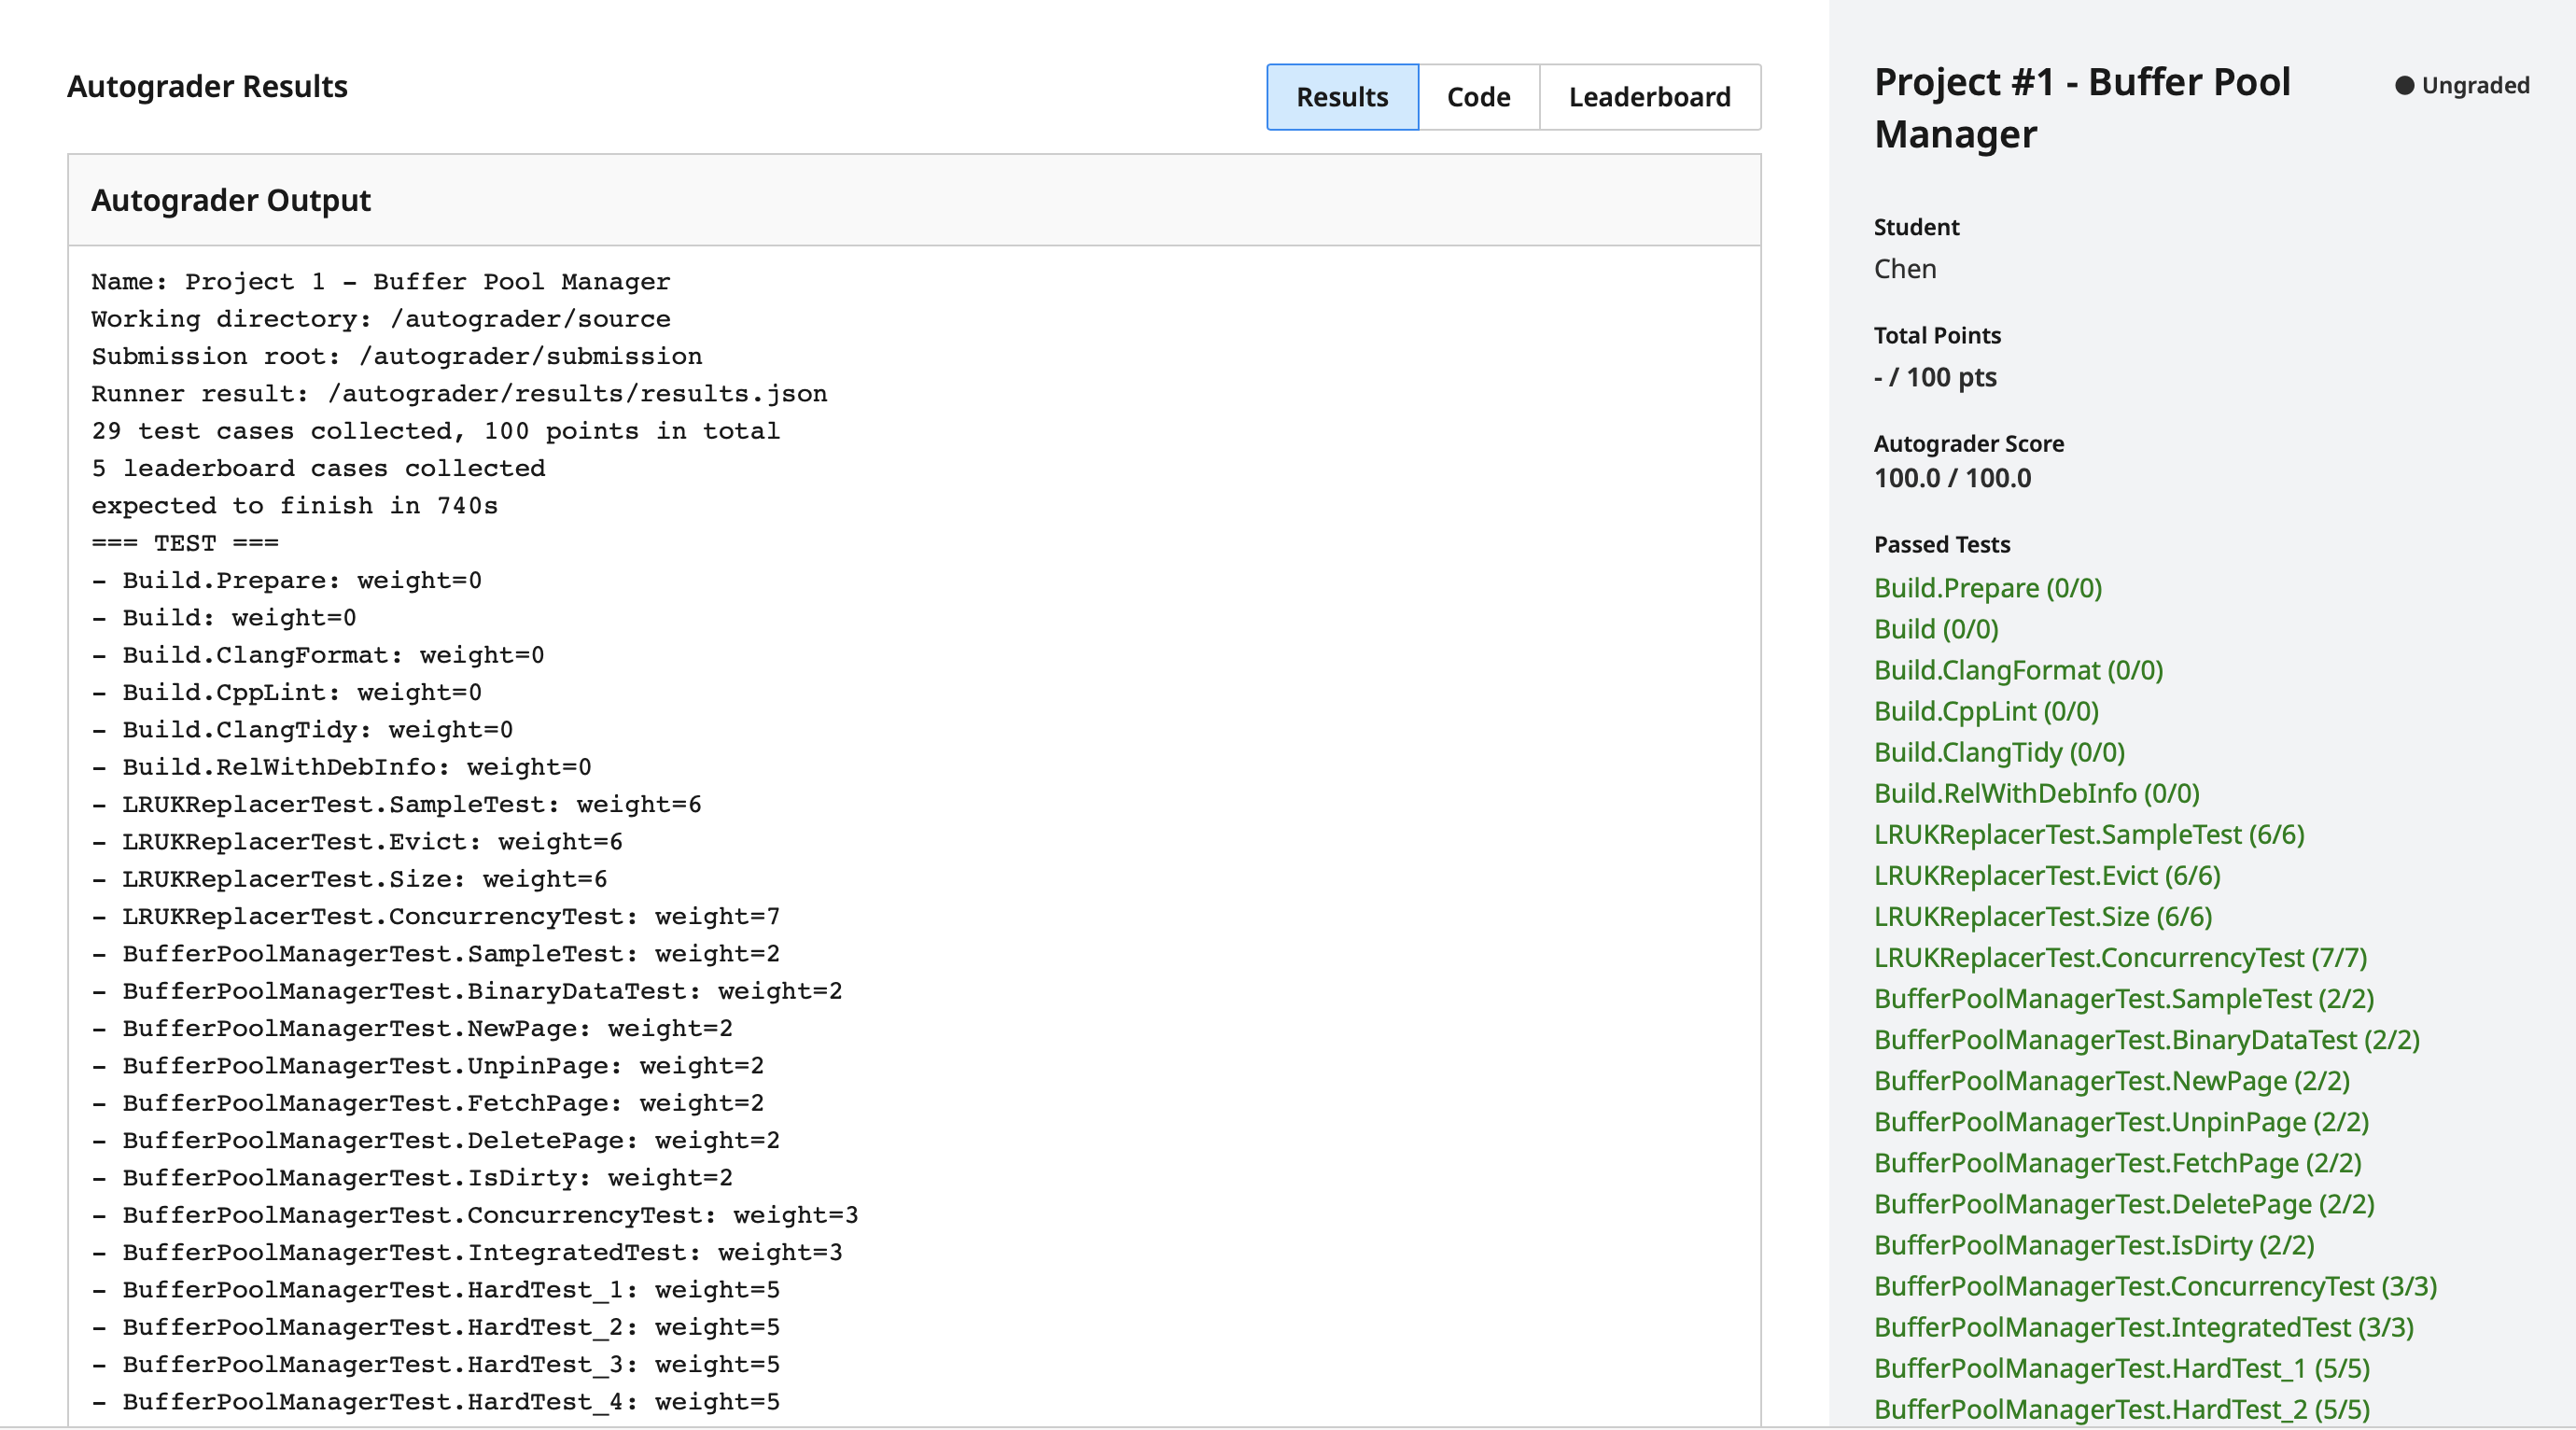 Autograder Results
Results
Code
Leaderboard
Autograder Output
Name: Project 1 – Buffer Pool Manager
Working directory: /autograder/source
Submission root: /autograder/submission
Runner result: /autograder/results/results.json
29 test cases collected, 100 points in total
5 leaderboard cases collected
expected to finish in 740s
=== TEST ===
– Build.Prepare: weight=0
– Build: weight=0
– Build.ClangFormat: weight=0
– Build.CppLint: weight=0
– Build.ClangTidy: weight=0
– Build.RelWithDebInfo: weight=0
– LRUKReplacerTest.SampleTest: weight=6
– LRUKReplacerTest.Evict: weight=6
– LRUKReplacerTest.Size: weight=6
– LRUKReplacerTest.ConcurrencyTest: weight=7
– BufferPoolManagerTest.SampleTest: weight=2
– BufferPoolManagerTest.BinaryDataTest: weight=2
– BufferPoolManagerTest.NewPage: weight=2
– BufferPoolManagerTest.UnpinPage: weight=2
– BufferPoolManagerTest.FetchPage: weight=2
– BufferPoolManagerTest.DeletePage: weight=2
– BufferPoolManagerTest.IsDirty: weight=2
– BufferPoolManagerTest.ConcurrencyTest: weight=3
– BufferPoolManagerTest.IntegratedTest: weight=3
– BufferPoolManagerTest.HardTest_1: weight=5
– BufferPoolManagerTest.HardTest_2: weight=5
– BufferPoolManagerTest.HardTest_3: weight=5
– BufferPoolManagerTest.HardTest_4: weight=5
Project #1 - Buffer Pool
Manager
Ungraded
Student
Chen
Total Points
- / 100 pts
Autograder Score
100.0 / 100.0
Passed Tests
Build.Prepare (0/0)
Build (0/0)
Build.ClangFormat (0/0)
Build.CppLint (0/0)
Build.ClangTidy (0/0)
Build.RelWithDebInfo (0/0)
LRUKReplacerTest.SampleTest (6/6)
LRUKReplacerTest.Evict (6/6)
LRUKReplacerTest.Size (6/6)
LRUKReplacerTest.ConcurrencyTest (7/7)
BufferPoolManagerTest.SampleTest (2/2)
BufferPoolManagerTest.BinaryDataTest (2/2)
BufferPoolManagerTest.NewPage (2/2)
BufferPoolManagerTest.UnpinPage (2/2)
BufferPoolManagerTest.FetchPage (2/2)
BufferPoolManagerTest.DeletePage (2/2)
BufferPoolManagerTest.IsDirty (2/2)
BufferPoolManagerTest.ConcurrencyTest (3/3)
BufferPoolManagerTest.IntegratedTest (3/3)
BufferPoolManagerTest.HardTest_1 (5/5)
BufferPoolManagerTest.HardTest_2 (5/5)